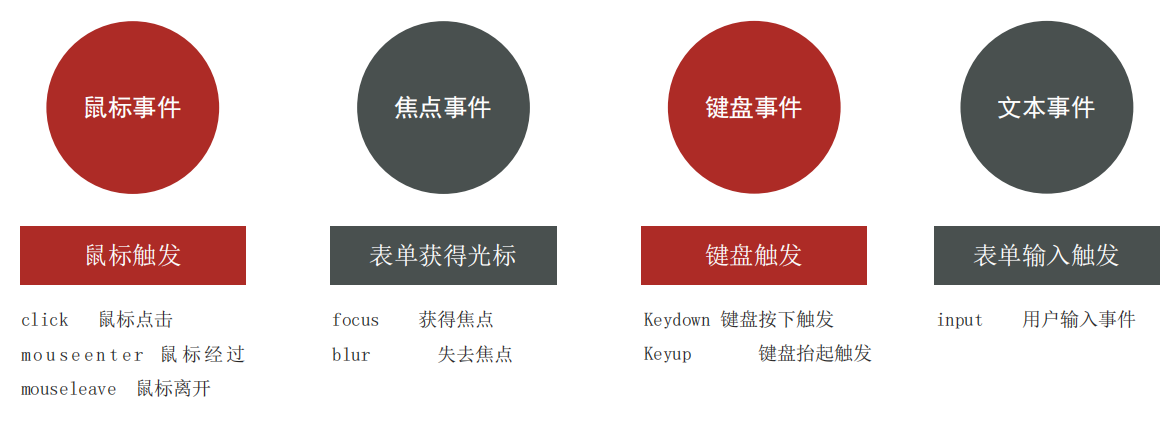 鼠标事件
鼠标触发
click 鼠标点击
mouseenter 鼠标经过
mouseleave 鼠标离开
焦点事件
表单获得光标
focus 获得焦点
blur 失去焦点
键盘事件
键盘触发
Keydown 键盘按下触发
Keyup 键盘抬起触发
文本事件
表单输入触发
input 用户输入事件